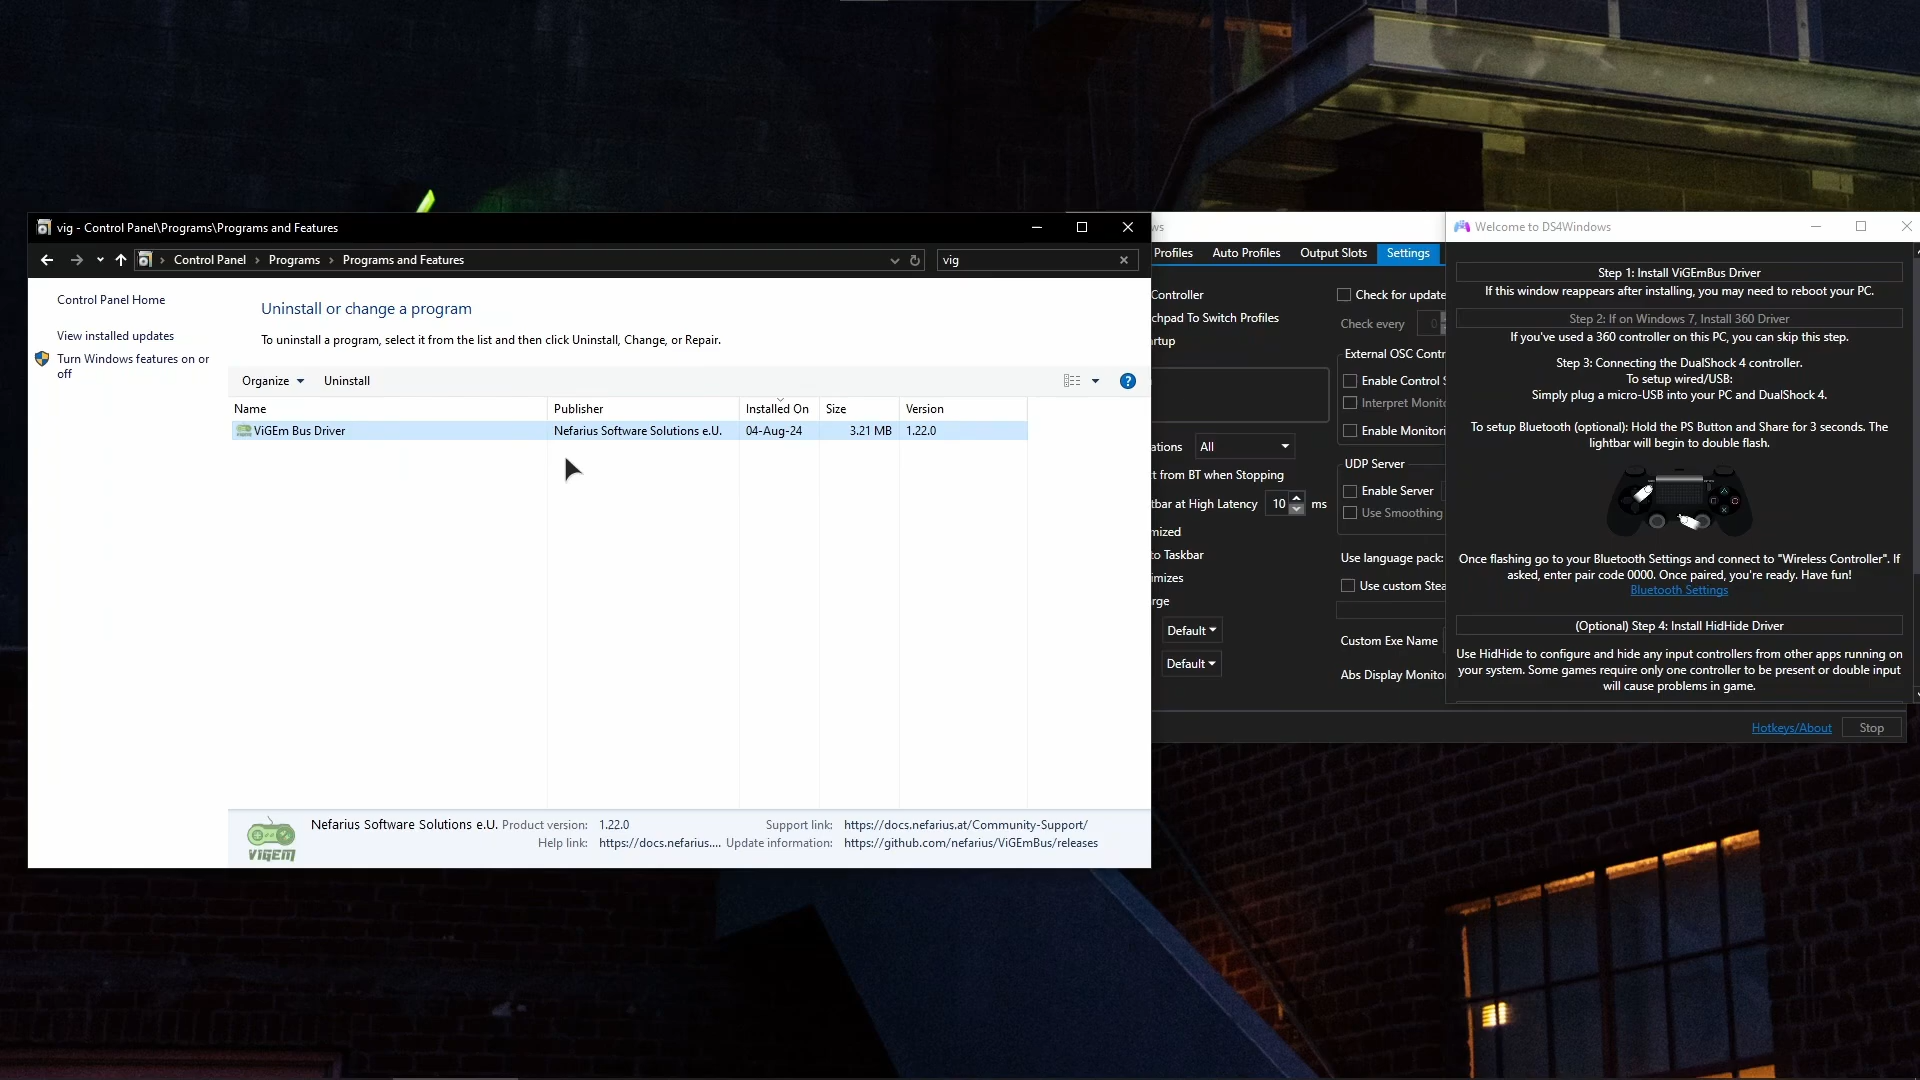 vig - Control Panel\Programs\Programs and Features
Control Panel
Programs
Programs and Features
vig
Control Panel Home
View installed updates
Turn Windows features on or
off
Uninstall or change a program
To uninstall a program, select it from the list and then click Uninstall, Change, or Repair.
Organize
Uninstall
Name
Publisher
Installed On
Size
Version
ViGEm Bus Driver
Nefarius Software Solutions e.U.
04-Aug-24
3.21 MB
1.22.0
Nefarius Software Solutions e.U.
Product version:
1.22.0
Support link:
https://docs.nefarius.at/Community-Support/
Help link:
https://docs.nefarius....
Update information:
https://github.com/nefarius/ViGEmBus/releases
VIGEM
ws
Profiles
Auto Profiles
Output Slots
Settings
Controller
chpad To Switch Profiles
artup
All
ations
t from BT when Stopping
tbar at High Latency
10
ms
mized
to Taskbar
imizes
rge
Default
Default
Check for update
Check every
0
External OSC Contr
Enable Control S
Interpret Monito
Enable Monitori
UDP Server
Enable Server
Use Smoothing
Use language pack:
Use custom Stea
Custom Exe Name
Abs Display Monito
Hotkeys/About
Stop
Welcome to DS4Windows
Step 1: Install ViGEmBus Driver
If this window reappears after installing, you may need to reboot your PC.
Step 2: If on Windows 7, Install 360 Driver
If you've used a 360 controller on this PC, you can skip this step.
Step 3: Connecting the DualShock 4 controller.
To setup wired/USB:
Simply plug a micro-USB into your PC and DualShock 4.
To setup Bluetooth (optional): Hold the PS Button and Share for 3 seconds. The
lightbar will begin to double flash.
Once flashing go to your Bluetooth Settings and connect to "Wireless Controller". If
asked, enter pair code 0000. Once paired, you're ready. Have fun!
Bluetooth Settings
(Optional) Step 4: Install HidHide Driver
Use HidHide to configure and hide any input controllers from other apps running on
your system. Some games require only one controller to be present or double input
will cause problems in game.